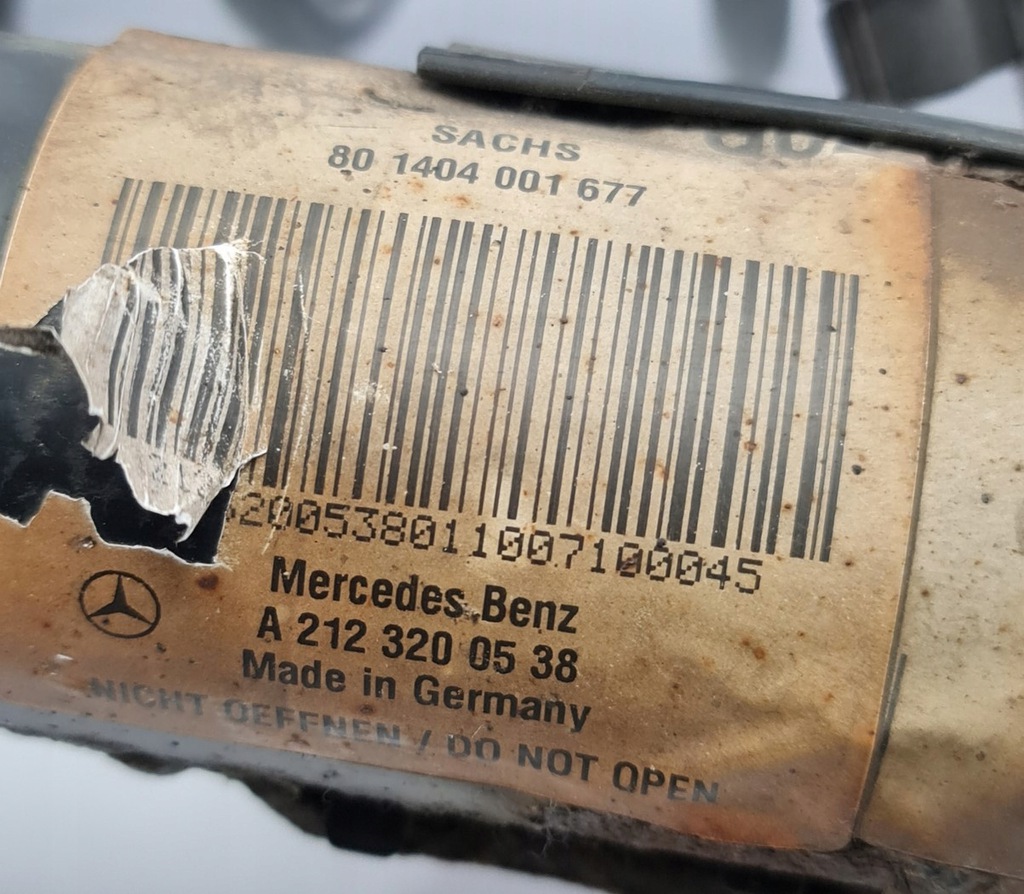 SACHS
80 1404 001 677
200538011007100045
Mercedes Benz
A 212 320 05 38
Made in Germany
NICHT OEFFNEN / DO NOT OPEN